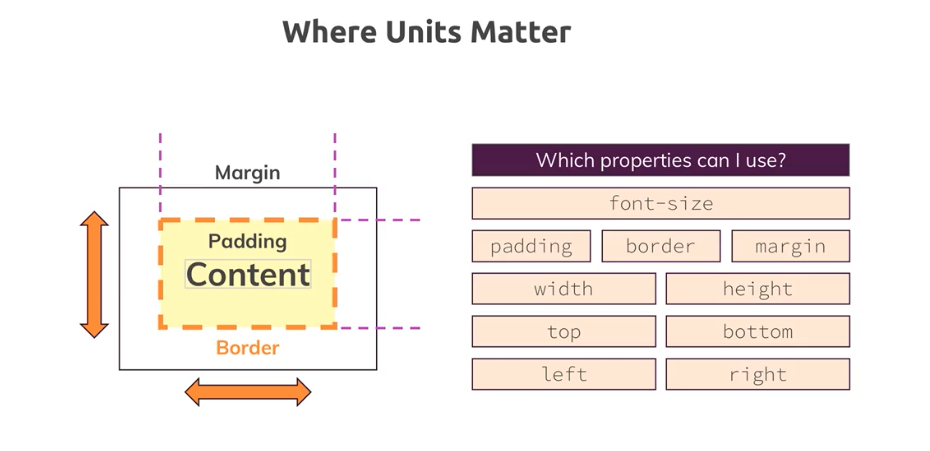 Where Units Matter
Margin
Padding
Content
Border
Which properties can I use?
font-size
padding border margin
width height
top bottom
left right